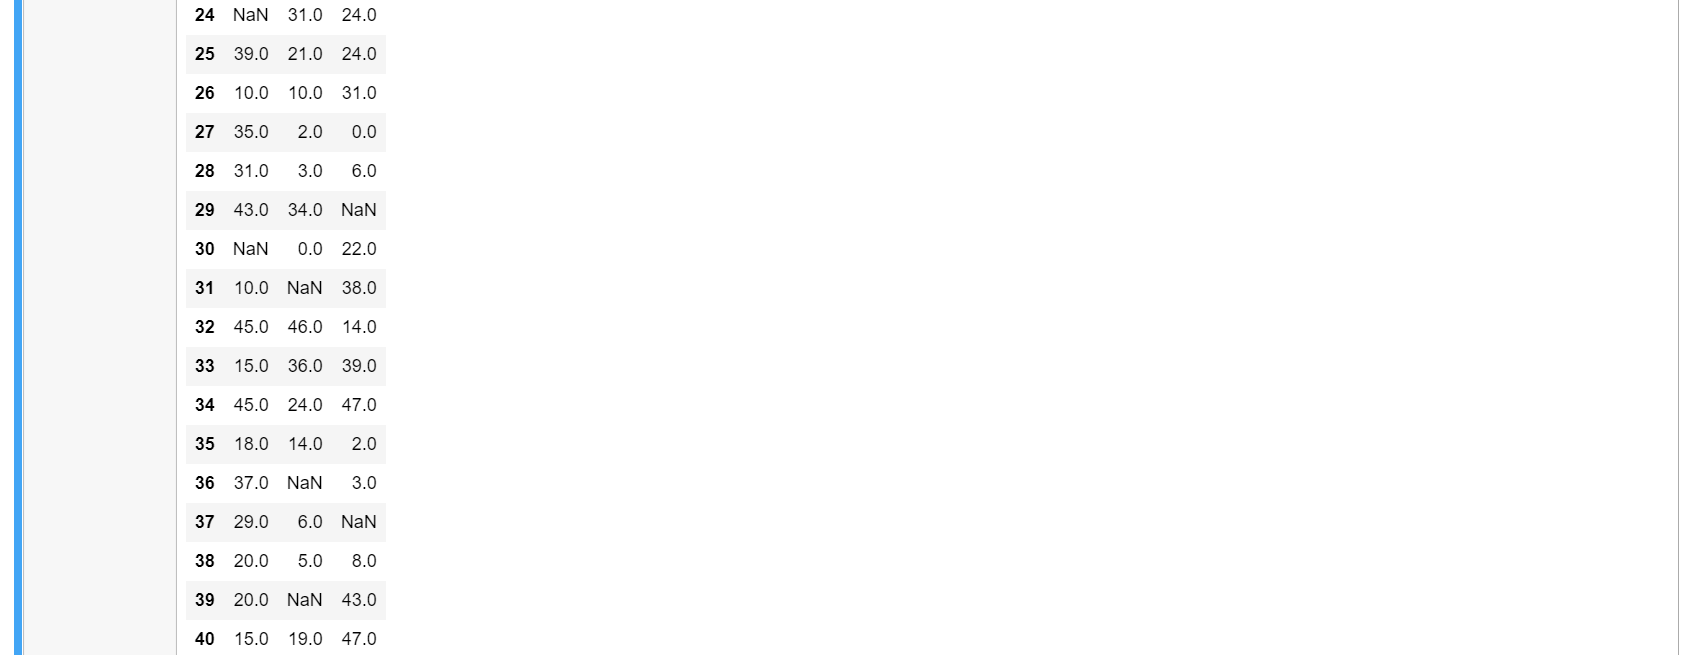 24 NaN 31.0 24.0
25 39.0 21.0 24.0
26 10.0 10.0 31.0
27 35.0 2.0 0.0
28 31.0 3.0 6.0
29 43.0 34.0 NaN
30 NaN 0.0 22.0
31 10.0 NaN 38.0
32 45.0 46.0 14.0
33 15.0 36.0 39.0
34 45.0 24.0 47.0
35 18.0 14.0 2.0
36 37.0 NaN 3.0
37 29.0 6.0 NaN
38 20.0 5.0 8.0
39 20.0 NaN 43.0
40 15.0 19.0 47.0